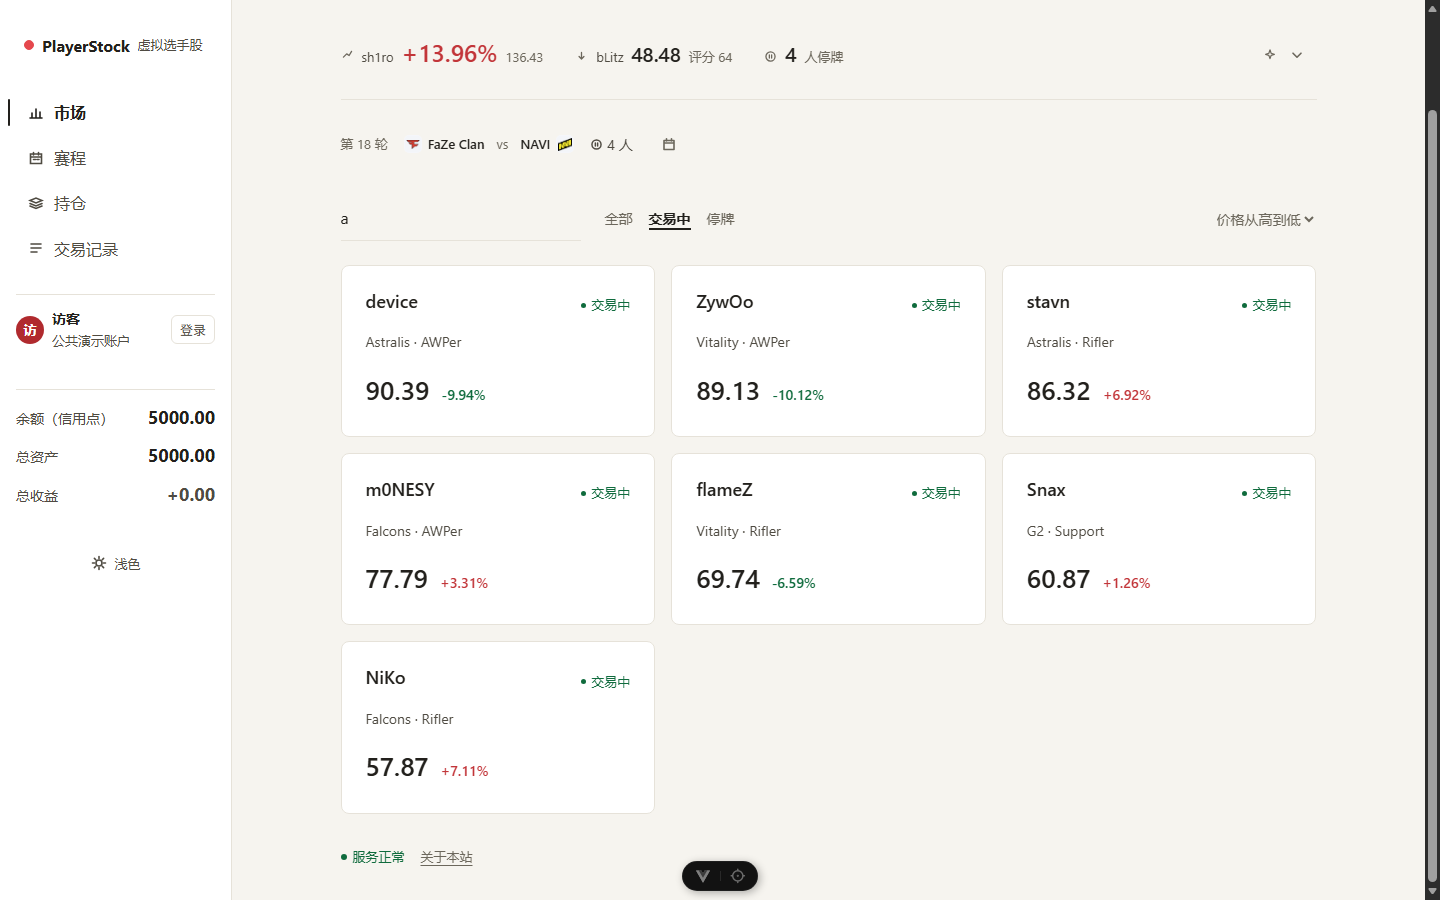 PlayerStock 虚拟选手股
市场
赛程
持仓
交易记录
访
访客
公共演示账户
登录
余额（信用点） 5000.00
总资产 5000.00
总收益 +0.00
浅色
sh1ro +13.96% 136.43
bLitz 48.48 评分 64
4 人停牌
第 18 轮 FaZe Clan vs NAVI 4 人
a
全部 交易中 停牌
价格从高到低
device 交易中
Astralis · AWPer
90.39 -9.94%
ZywOo 交易中
Vitality · AWPer
89.13 -10.12%
stavn 交易中
Astralis · Rifler
86.32 +6.92%
m0NESY 交易中
Falcons · AWPer
77.79 +3.31%
flameZ 交易中
Vitality · Rifler
69.74 -6.59%
Snax 交易中
G2 · Support
60.87 +1.26%
NiKo 交易中
Falcons · Rifler
57.87 +7.11%
服务正常 关于本站